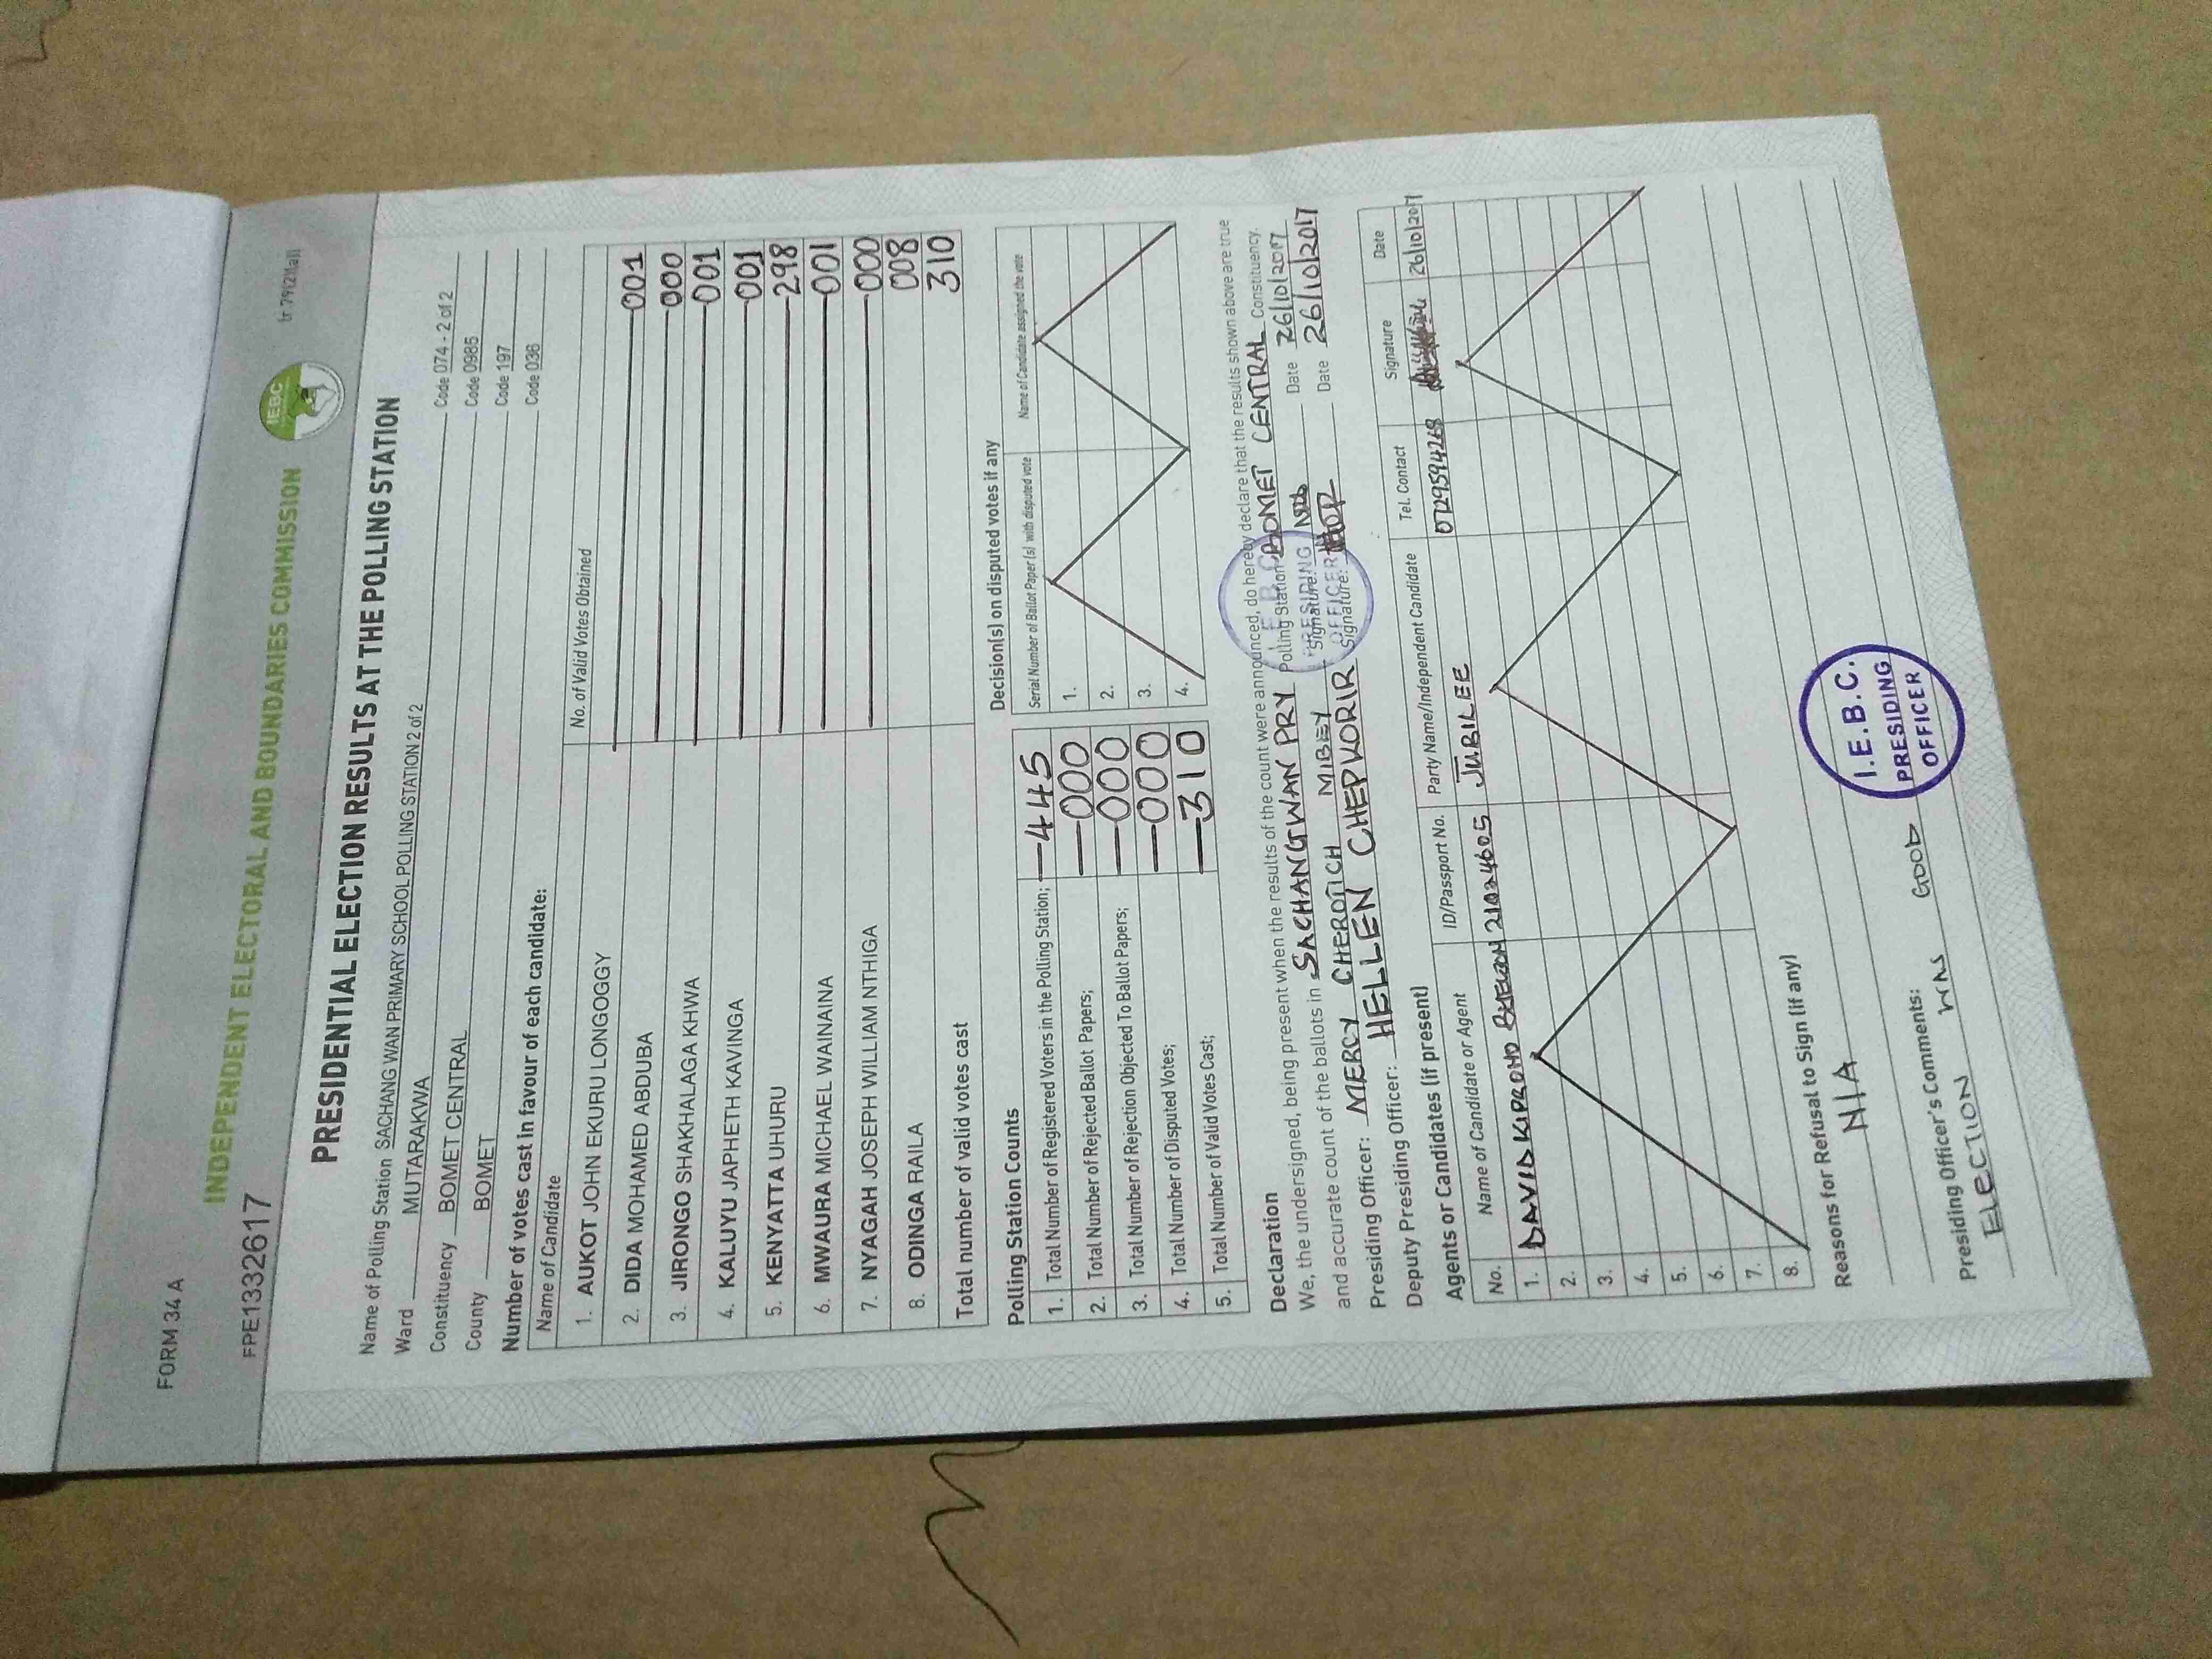 FORM 34 A
INDEPENDENT ELECTORAL AND BOUNDARIES COMMISSION
IEBC
FPE1332617
PRESIDENTIAL ELECTION RESULTS AT THE POLLING STATION
Name of Polling Station SACHANG WAN PRIMARY SCHOOL POLLING STATION 2 of 2 Code 074 - 2 of 2
Ward MUTARAKWA Code 0985
Constituency BOMET CENTRAL Code 197
County BOMET Code 036
Number of votes cast in favour of each candidate:
Name of Candidate No. of Valid Votes Obtained
1. AUKOT JOHN EKURU LONGOGGY 001
2. DIDA MOHAMED ABDUBA 000
3. JIRONGO SHAKHALAGA KHWA 001
4. KALUYU JAPHETH KAVINGA 001
5. KENYATTA UHURU 298
6. MWAURA MICHAEL WAINAINA 001
7. NYAGAH JOSEPH WILLIAM NTHIGA 000
8. ODINGA RAILA 008
Total number of valid votes cast 310
Polling Station Counts
1. Total Number of Registered Voters in the Polling Station; 445
2. Total Number of Rejected Ballot Papers; 000
3. Total Number of Rejection Objected To Ballot Papers; 000
4. Total Number of Disputed Votes; 000
5. Total Number of Valid Votes Cast; 310
Decision(s) on disputed votes if any
Serial Number of Ballot Paper (s) with disputed vote Name of Candidate assigned the vote
1.
2.
3.
4.
Declaration
We, the undersigned, being present when the results of the count were announced, do hereby declare that the results shown above are true
and accurate count of the ballots in SACHANGWAN PRY Polling Station BOMET CENTRAL Constituency.
Presiding Officer: MERCY CHEROTICH MIBEY Signature: Date 26/10/2017
Deputy Presiding Officer: HELLEN CHEPKORIR Signature: Date 26/10/2017
I.E.B.C.
PRESIDING
OFFICER
Agents or Candidates (if present)
No. Name of Candidate or Agent ID/Passport No. Party Name/Independent Candidate Tel. Contact Signature Date
1. DAVID KIPRONO 21024605 JUBILEE 0729594268 26/10/2017
2.
3.
4.
5.
6.
7.
8.
Reasons for Refusal to Sign (if any)
N/A
Presiding Officer's Comments:
ELECTION WAS GOOD
I.E.B.C.
PRESIDING
OFFICER